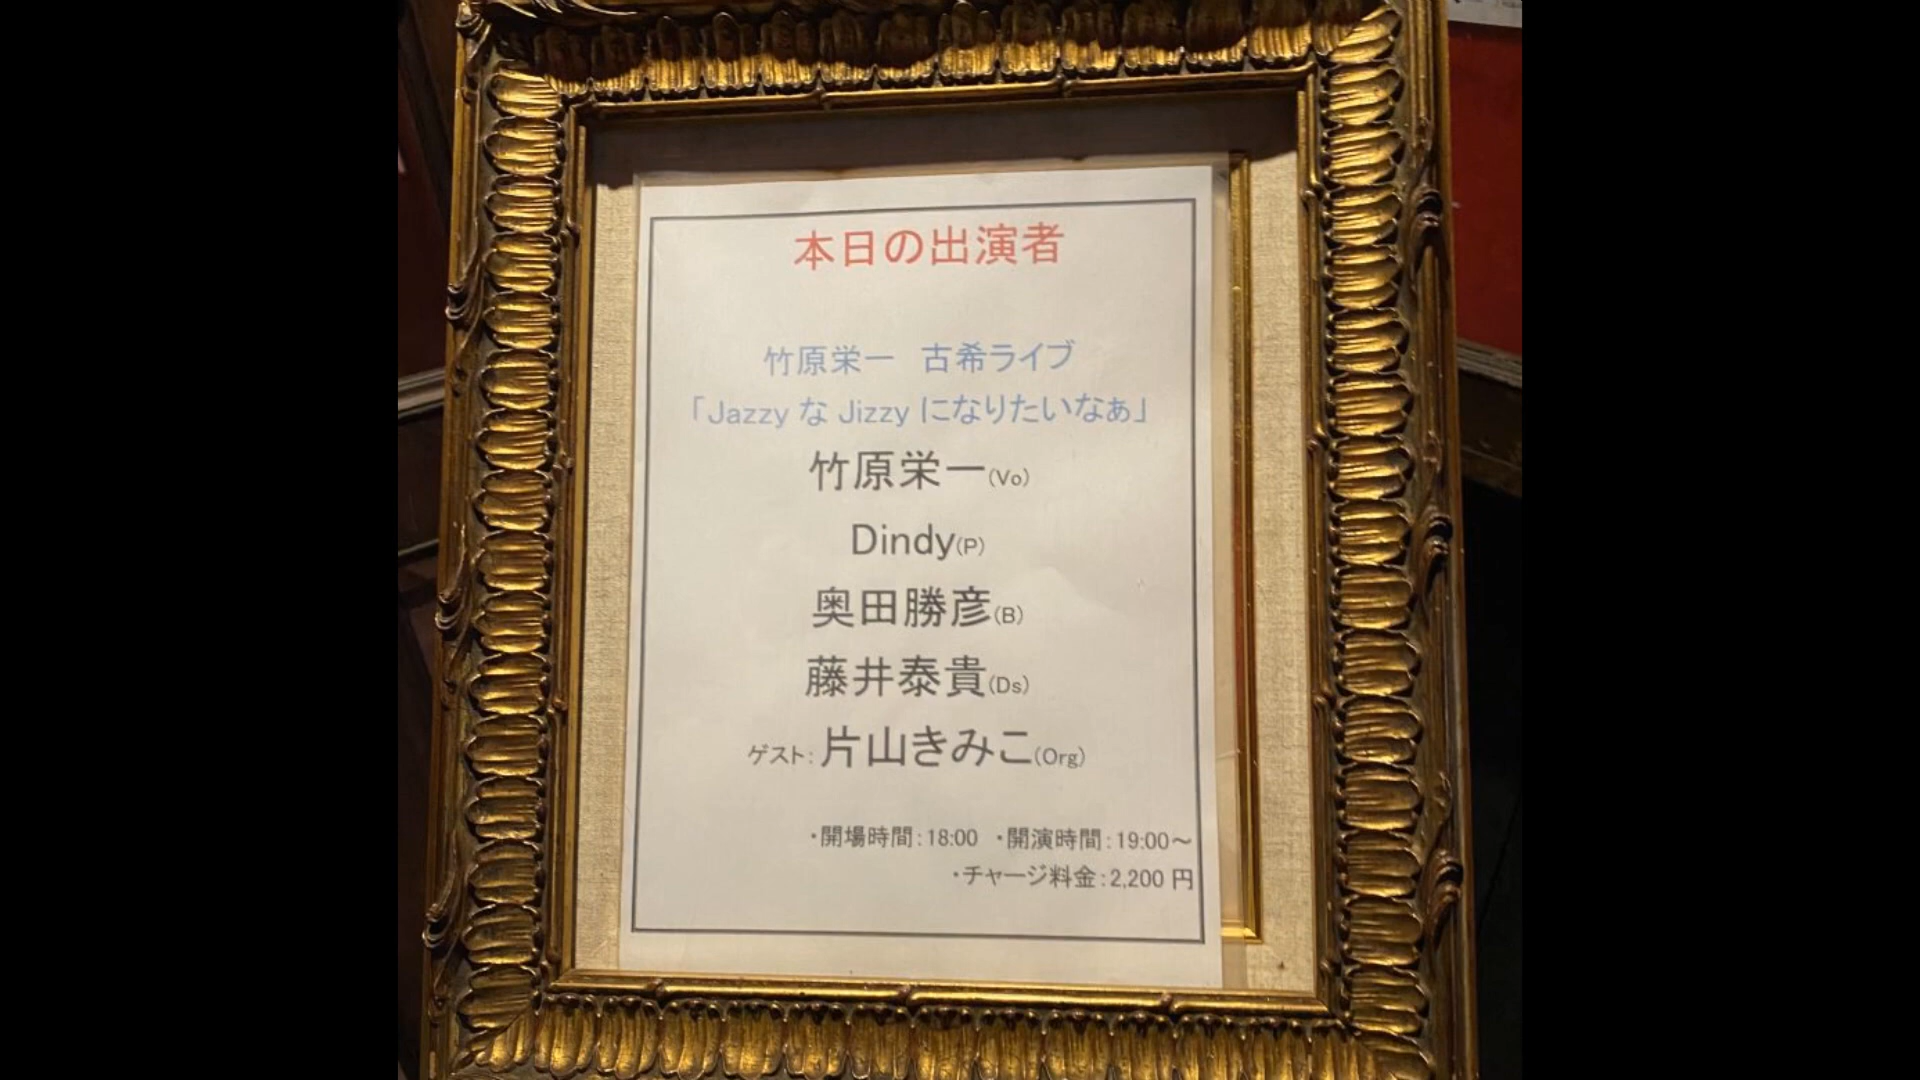 本日の出演者
竹原栄一　古希ライブ
「Jazzy な Jizzy になりたいなぁ」
竹原栄一(Vo)
Dindy(P)
奥田勝彦(B)
藤井泰貴(Ds)
ゲスト:片山きみこ(Org)
・開場時間:18:00　・開演時間:19:00～
・チャージ料金:2,200 円